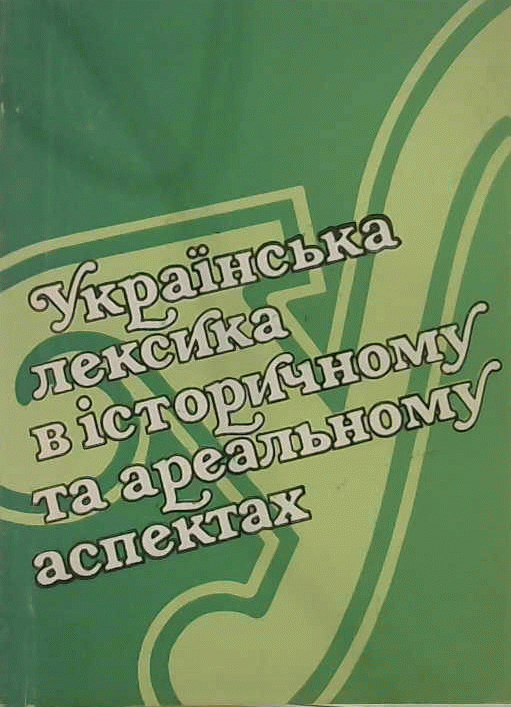 Українська
лексика
в історичному
та ареальному
аспектах